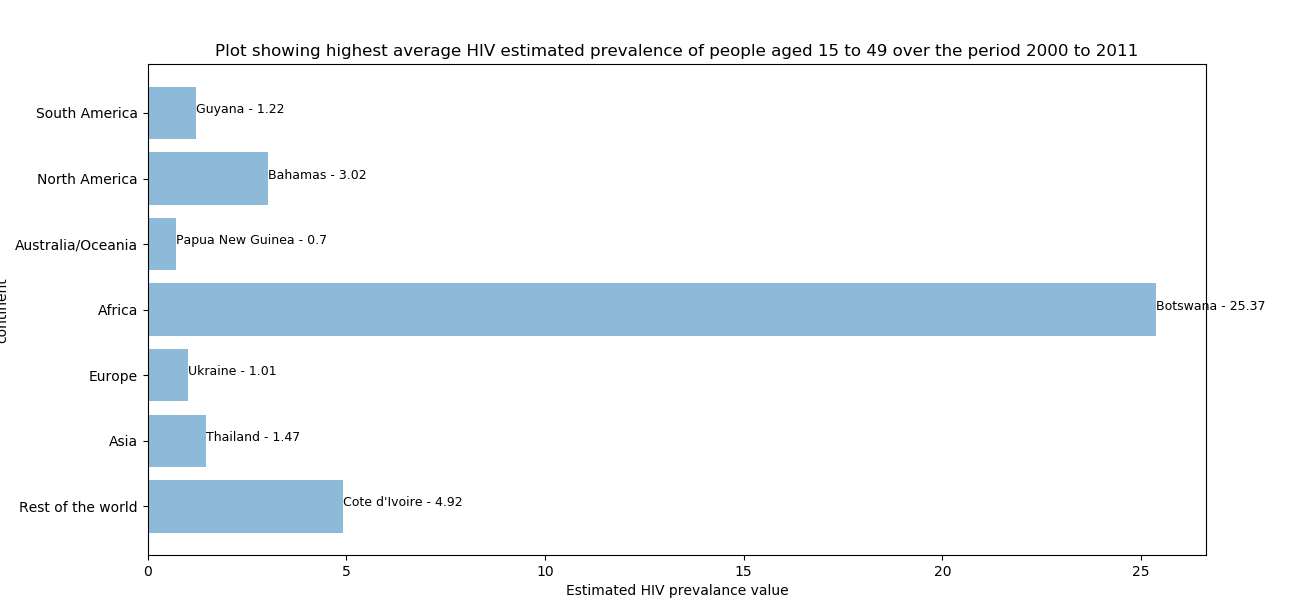 Plot showing highest average HIV estimated prevalence of people aged 15 to 49 over the period 2000 to 2011
South America
Guyana - 1.22
North America
Bahamas - 3.02
Australia/Oceania
Papua New Guinea - 0.7
continent
Africa
Botswana - 25.37
Europe
Ukraine - 1.01
Asia
Thailand - 1.47
Rest of the world
Cote d'Ivoire - 4.92
0 5 10 15 20 25
Estimated HIV prevalance value